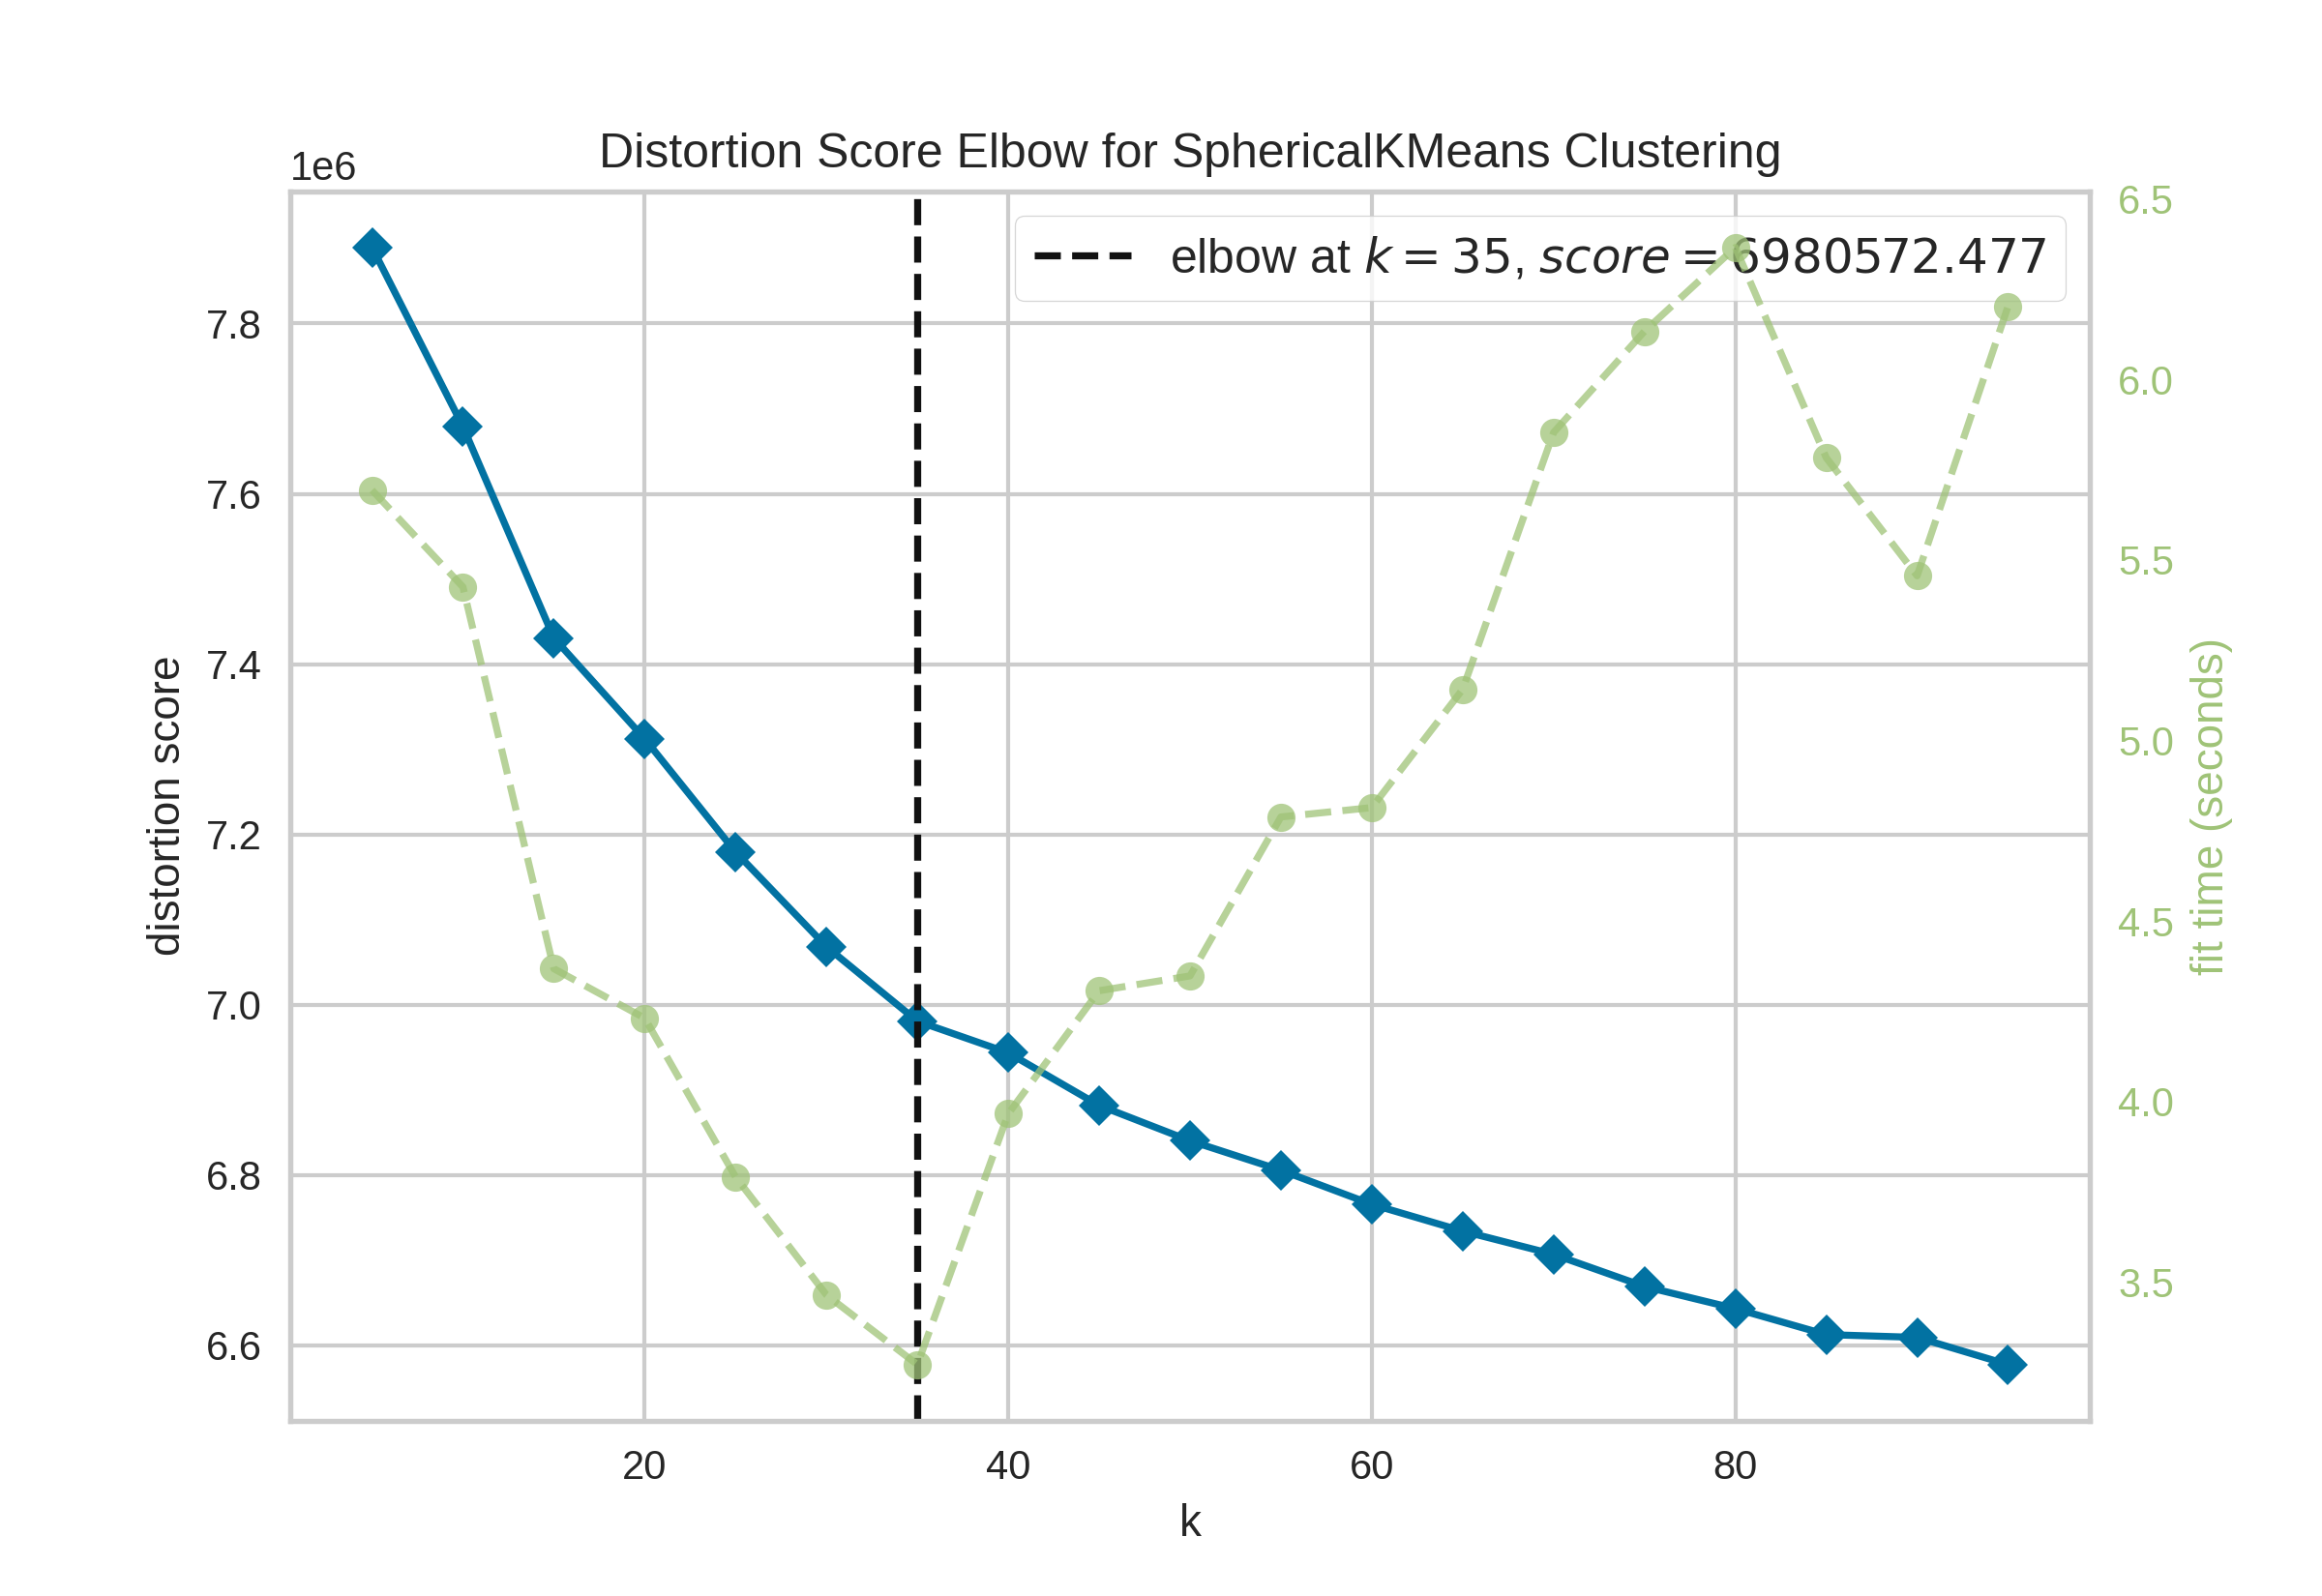 Distortion Score Elbow for SphericalKMeans Clustering
1e6
elbow at k = 35, score = 6980572.477
7.8
7.6
7.4
7.2
7.0
6.8
6.6
distortion score
6.5
6.0
5.5
5.0
4.5
4.0
3.5
fit time (seconds)
20 40 60 80
k